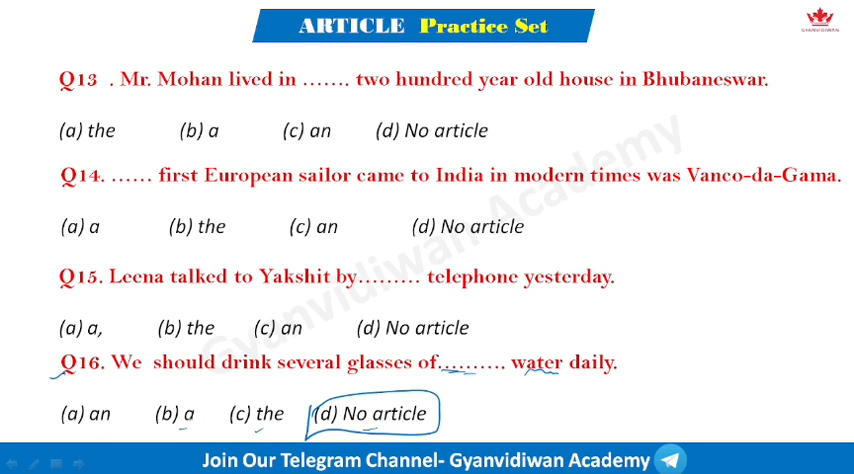 ARTICLE Practice Set
GYANVIDIWAN
Q13 . Mr. Mohan lived in ……. two hundred year old house in Bhubaneswar.
(a) the (b) a (c) an (d) No article
Q14. …… first European sailor came to India in modern times was Vanco-da-Gama.
(a) a (b) the (c) an (d) No article
Q15. Leena talked to Yakshit by……… telephone yesterday.
(a) a, (b) the (c) an (d) No article
Q16. We should drink several glasses of………. water daily.
(a) an (b) a (c) the (d) No article
Gyanvidiwan Academy
Join Our Telegram Channel- Gyanvidiwan Academy